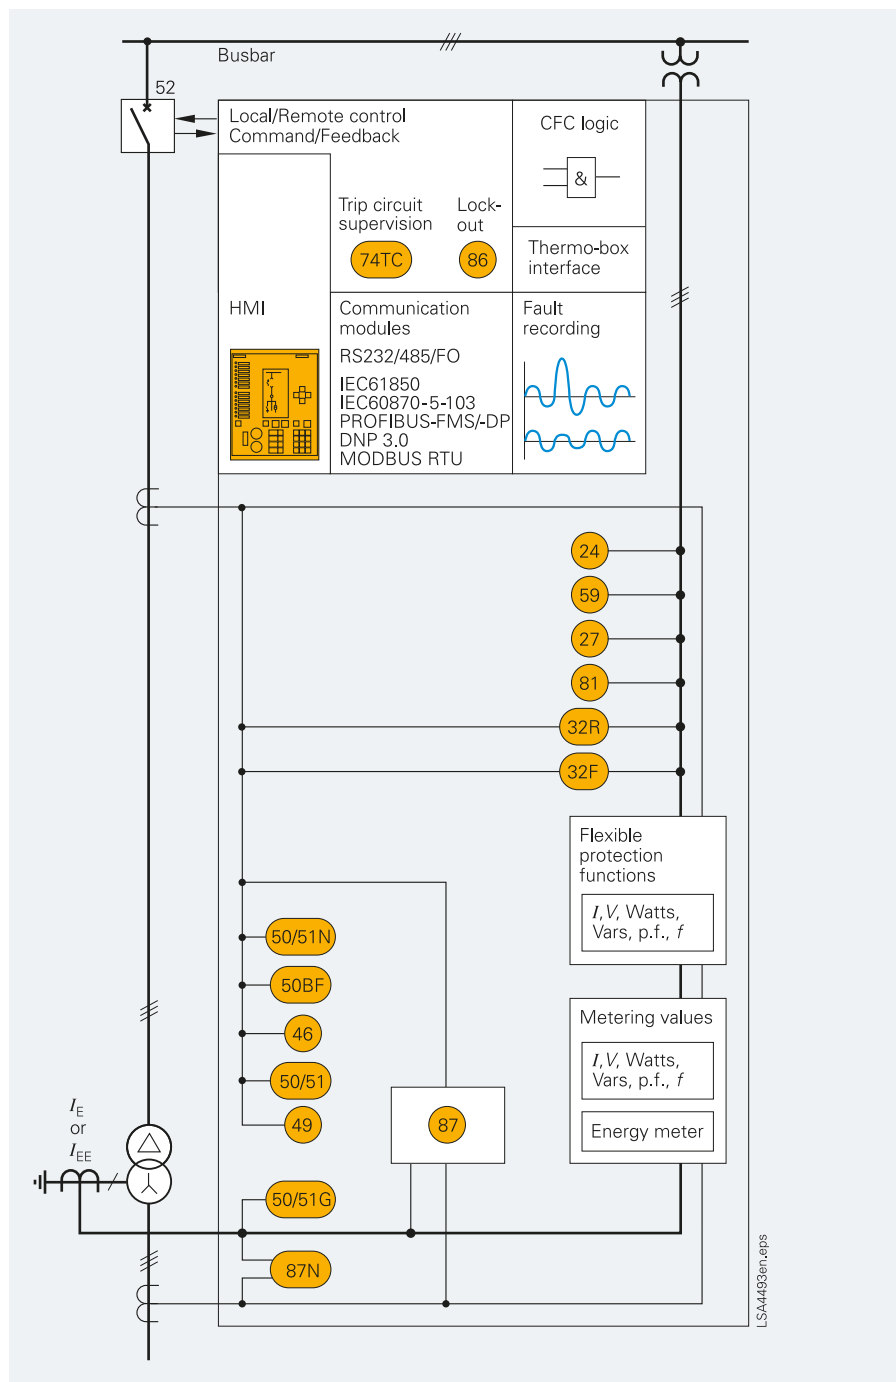 Busbar
52
Local/Remote control
Command/Feedback
CFC logic
&
Trip circuit
supervision
74TC
Lock-
out
86
Thermo-box
interface
HMI
Communication
modules
RS232/485/FO
IEC61850
IEC60870-5-103
PROFIBUS-FMS/-DP
DNP 3.0
MODBUS RTU
Fault
recording
24
59
27
81
32R
32F
Flexible
protection
functions
I,V, Watts,
Vars, p.f., f
50/51N
50BF
46
50/51
49
87
Metering values
I,V, Watts,
Vars, p.f., f
Energy meter
IE
or
IEE
50/51G
87N
LSA4493en.eps